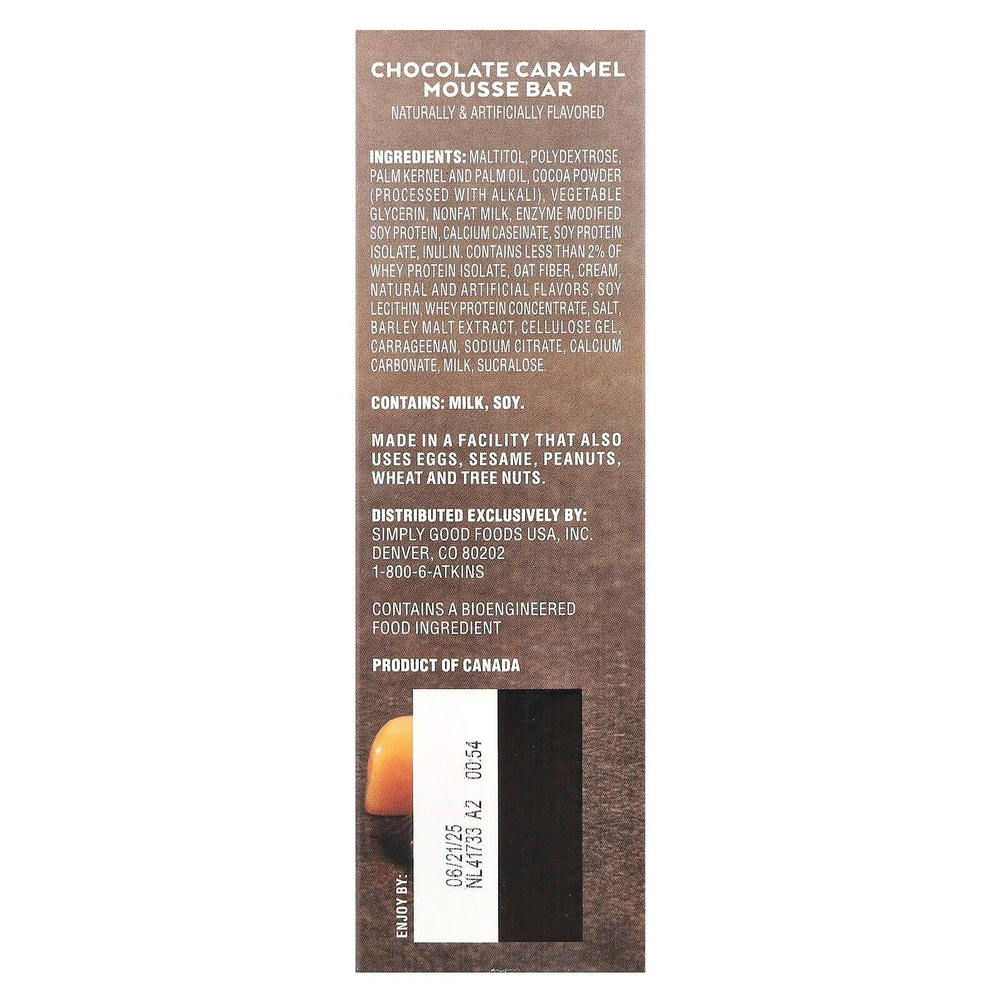 CHOCOLATE CARAMEL
MOUSSE BAR
NATURALLY & ARTIFICIALLY FLAVORED
INGREDIENTS: MALTITOL, POLYDEXTROSE,
PALM KERNEL AND PALM OIL, COCOA POWDER
(PROCESSED WITH ALKALI), VEGETABLE
GLYCERIN, NONFAT MILK, ENZYME MODIFIED
SOY PROTEIN, CALCIUM CASEINATE, SOY PROTEIN
ISOLATE, INULIN. CONTAINS LESS THAN 2% OF
WHEY PROTEIN ISOLATE, OAT FIBER, CREAM,
NATURAL AND ARTIFICIAL FLAVORS, SOY
LECITHIN, WHEY PROTEIN CONCENTRATE, SALT,
BARLEY MALT EXTRACT, CELLULOSE GEL,
CARRAGEENAN, SODIUM CITRATE, CALCIUM
CARBONATE, MILK, SUCRALOSE.
CONTAINS: MILK, SOY.
MADE IN A FACILITY THAT ALSO
USES EGGS, SESAME, PEANUTS,
WHEAT AND TREE NUTS.
DISTRIBUTED EXCLUSIVELY BY:
SIMPLY GOOD FOODS USA, INC.
DENVER, CO 80202
1-800-6-ATKINS
CONTAINS A BIOENGINEERED
FOOD INGREDIENT
PRODUCT OF CANADA
ENJOY BY:
06/21/25
NL41733 A2 00:54